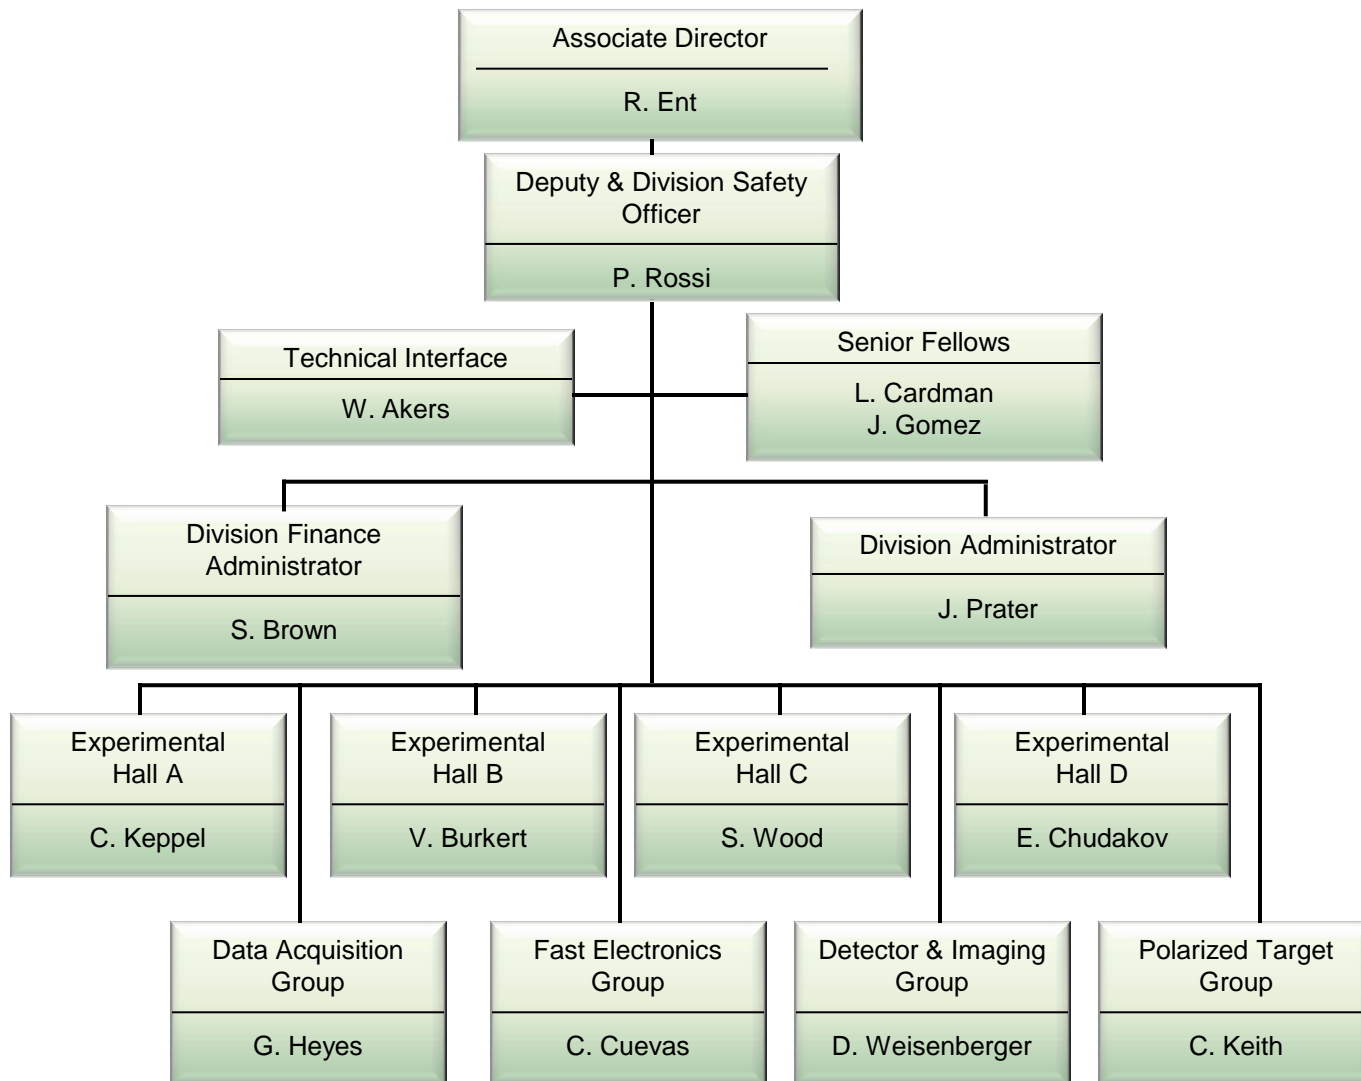 Associate Director
R. Ent
Deputy & Division Safety
Officer
P. Rossi
Technical Interface
W. Akers
Senior Fellows
L. Cardman
J. Gomez
Division Finance
Administrator
S. Brown
Division Administrator
J. Prater
Experimental
Hall A
C. Keppel
Experimental
Hall B
V. Burkert
Experimental
Hall C
S. Wood
Experimental
Hall D
E. Chudakov
Data Acquisition
Group
G. Heyes
Fast Electronics
Group
C. Cuevas
Detector & Imaging
Group
D. Weisenberger
Polarized Target
Group
C. Keith